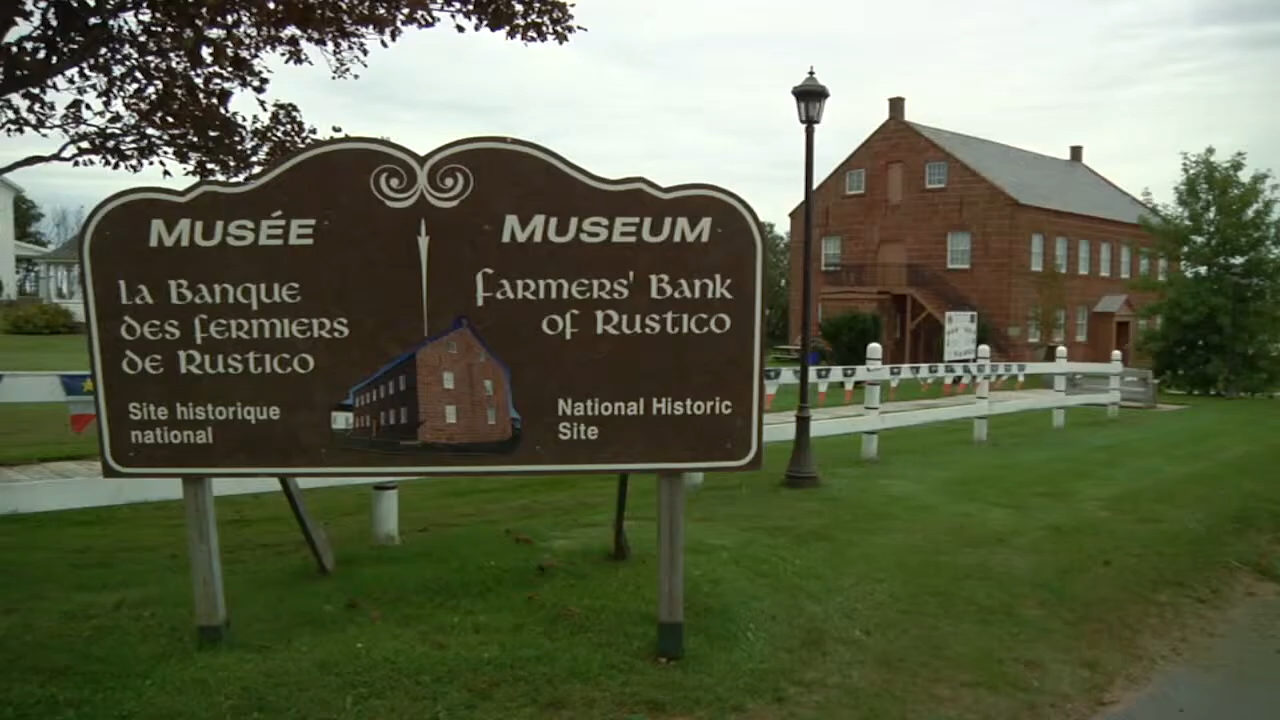 MUSÉE
La Banque
des fermiers
de Rustico
Site historique
national
MUSEUM
farmers' Bank
of Rustico
National Historic
Site